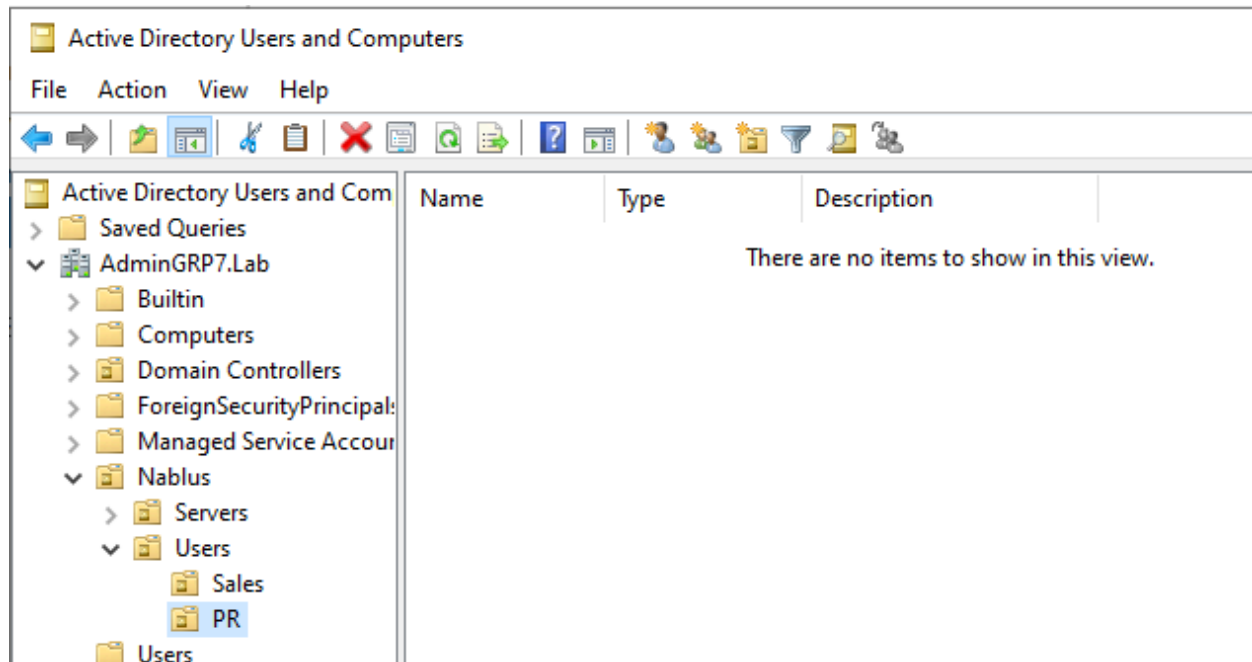 Active Directory Users and Computers
File Action View Help
Active Directory Users and Com
Name Type Description
Saved Queries
There are no items to show in this view.
AdminGRP7.Lab
Builtin
Computers
Domain Controllers
ForeignSecurityPrincipals
Managed Service Accour
Nablus
Servers
Users
Sales
PR
Users